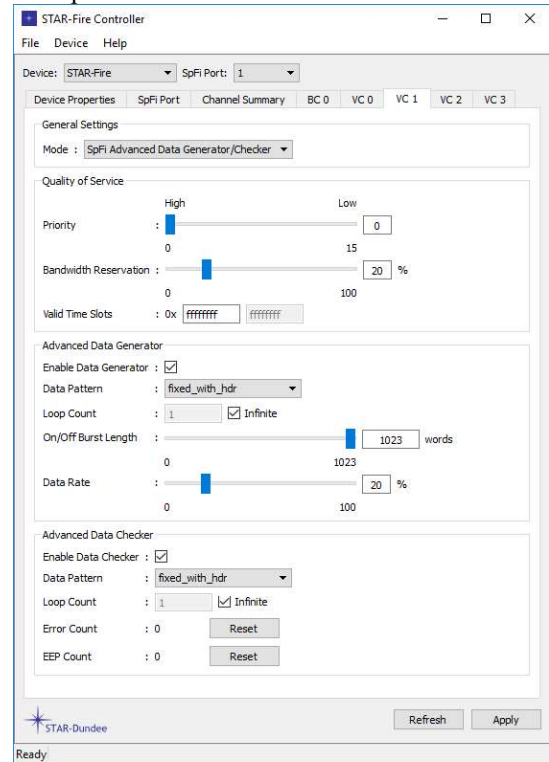 STAR-Fire Controller
File Device Help
Device: STAR-Fire SpFi Port: 1
Device Properties SpFi Port Channel Summary BC 0 VC 0 VC 1 VC 2 VC 3
General Settings
Mode : SpFi Advanced Data Generator/Checker
Quality of Service
High Low
Priority : 0
0 15
Bandwidth Reservation : 20 %
0 100
Valid Time Slots : 0x ffffffff ffffffff
Advanced Data Generator
Enable Data Generator :
Data Pattern : fixed_with_hdr
Loop Count : 1 Infinite
On/Off Burst Length : 1023 words
0 1023
Data Rate : 20 %
0 100
Advanced Data Checker
Enable Data Checker :
Data Pattern : fixed_with_hdr
Loop Count : 1 Infinite
Error Count : 0 Reset
EEP Count : 0 Reset
STAR-Dundee Refresh Apply
Ready